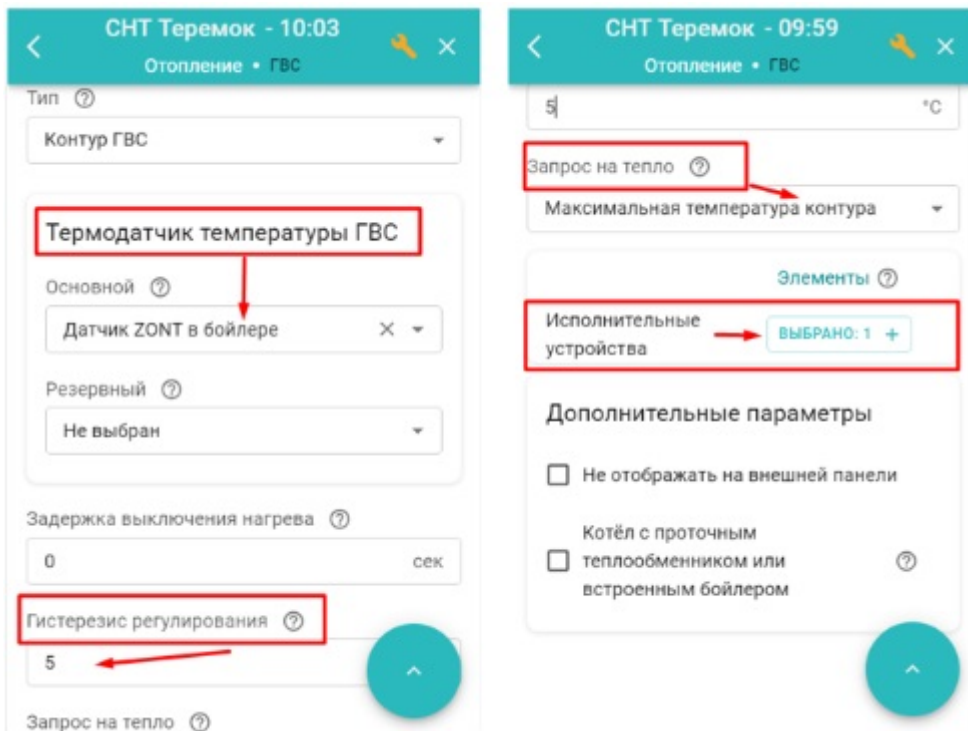 СНТ Теремок - 10:03
Отопление • ГВС
Тип
Контур ГВС
Термодатчик температуры ГВС
Основной
Датчик ZONT в бойлере
Резервный
Не выбран
Задержка выключения нагрева
0 сек
Гистерезис регулирования
5
Запрос на тепло
СНТ Теремок - 09:59
Отопление • ГВС
5 °C
Запрос на тепло
Максимальная температура контура
Элементы
Исполнительные
устройства
ВЫБРАНО: 1 +
Дополнительные параметры
Не отображать на внешней панели
Котёл с проточным
теплообменником или
встроенным бойлером